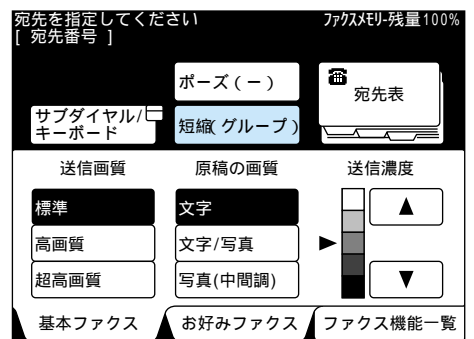 宛先を指定してください ファクスメモリー残量100%
[ 宛先番号 ]
ポーズ(−)
宛先表
サブダイヤル/
キーボード
短縮(グループ)
送信画質 原稿の画質 送信濃度
標準 文字
高画質 文字/写真
超高画質 写真(中間調)
基本ファクス お好みファクス ファクス機能一覧